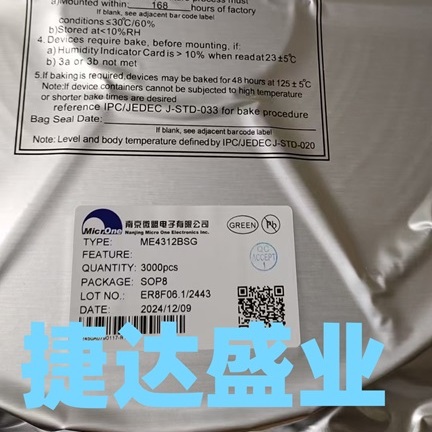 mounted within 168 hours of factory
If blank, see adjacent bar code label
conditions ≤30℃/60%
b) Stored at<10%RH
4. Devices require bake, before mounting, if:
a) Humidity Indicator Card is > 10% when read at 23±5℃
b) 3a or 3b not met
5. If baking is required, devices may be baked for 48 hours at 125±5℃
Note: If device containers cannot be subjected to high temperature
or shorter bake times are desired
reference IPC/JEDEC J-STD-033 for bake procedure
Bag Seal Date:
If blank, see adjacent bar code label
Note: Level and body temperature defined by IPC/JEDEC J-STD-020
MicrOne
南京微盟电子有限公司
Nanjing Micro One Electronics Inc.
GREEN
Pb
TYPE: ME4312BSG
FEATURE:
QC
ACCEPT
1
QUANTITY: 3000pcs
PACKAGE: SOP8
LOT NO.: ER8F06.1/2443
DATE: 2024/12/09
捷达盛业